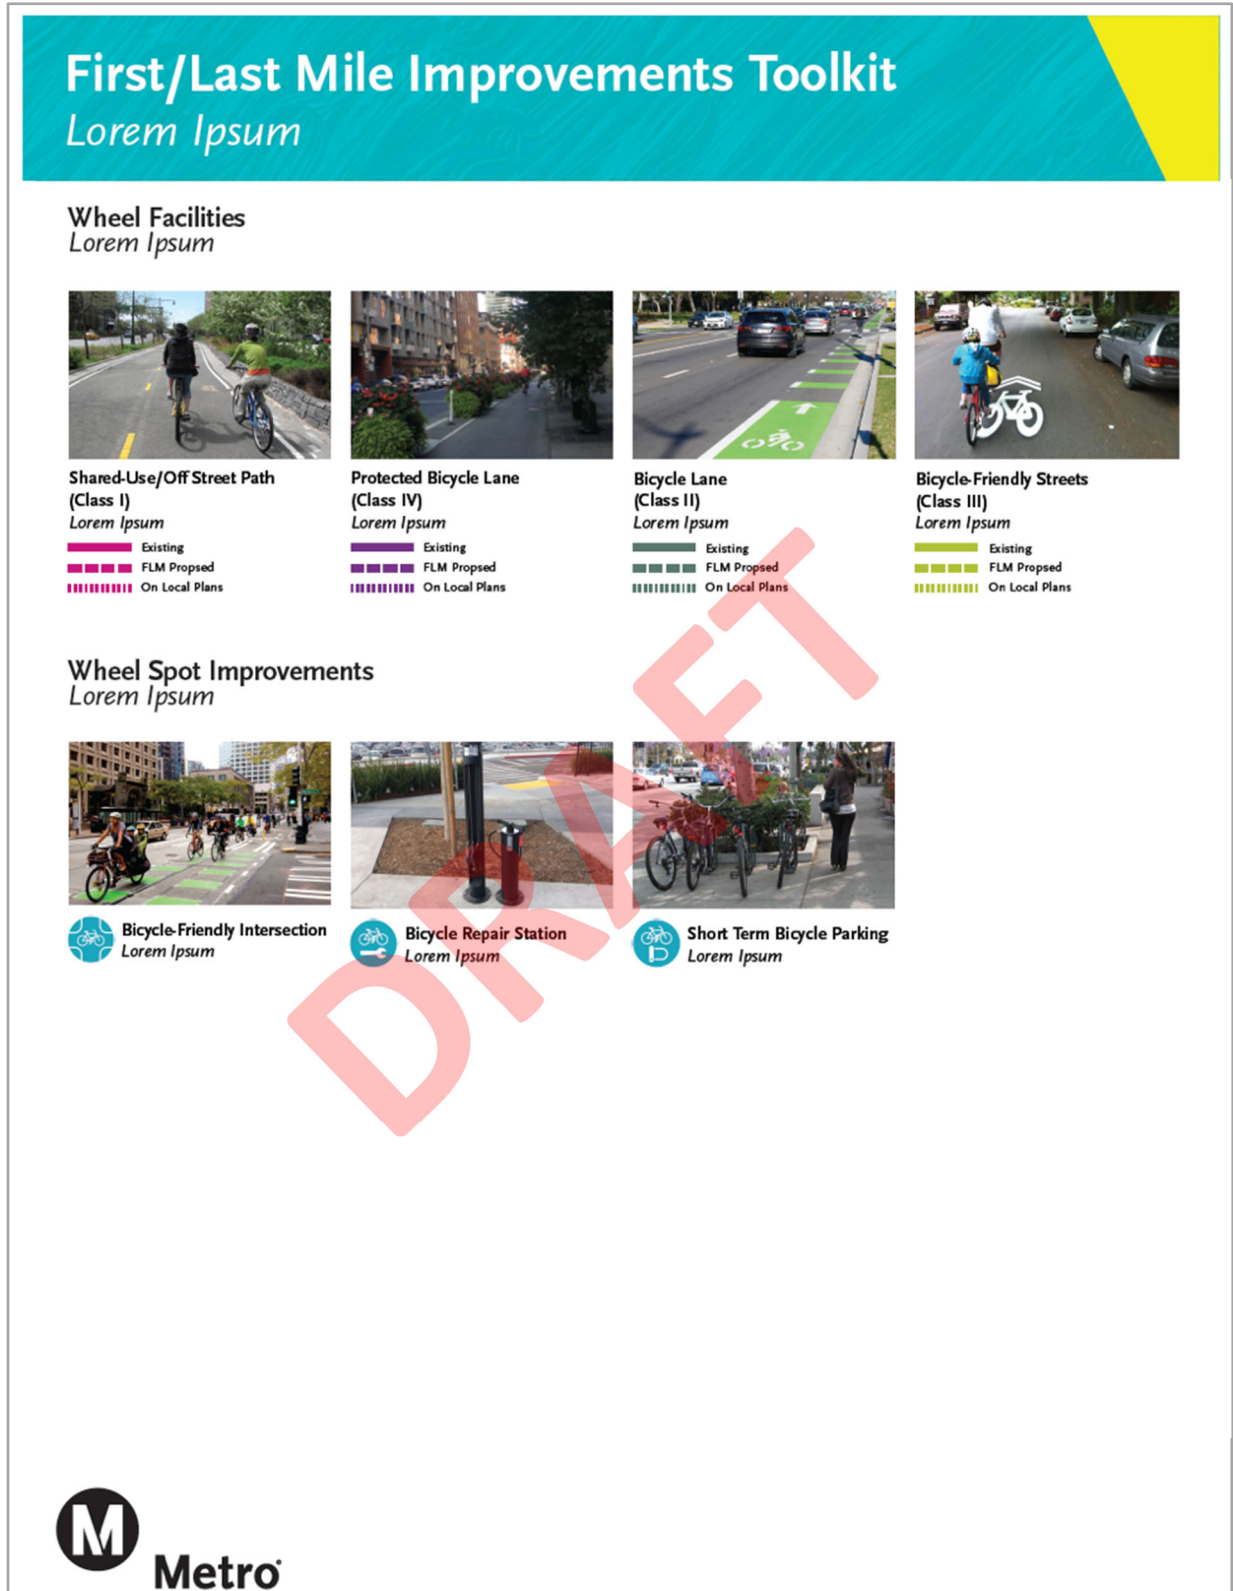 First/Last Mile Improvements Toolkit
Lorem Ipsum
Wheel Facilities
Lorem Ipsum
Shared-Use/Off Street Path
(Class I)
Lorem Ipsum
Existing
FLM Propsed
On Local Plans
Protected Bicycle Lane
(Class IV)
Lorem Ipsum
Existing
FLM Propsed
On Local Plans
Bicycle Lane
(Class II)
Lorem Ipsum
Existing
FLM Propsed
On Local Plans
Bicycle-Friendly Streets
(Class III)
Lorem Ipsum
Existing
FLM Propsed
On Local Plans
Wheel Spot Improvements
Lorem Ipsum
Bicycle-Friendly Intersection
Lorem Ipsum
Bicycle Repair Station
Lorem Ipsum
Short Term Bicycle Parking
Lorem Ipsum
DRAFT
M
Metro